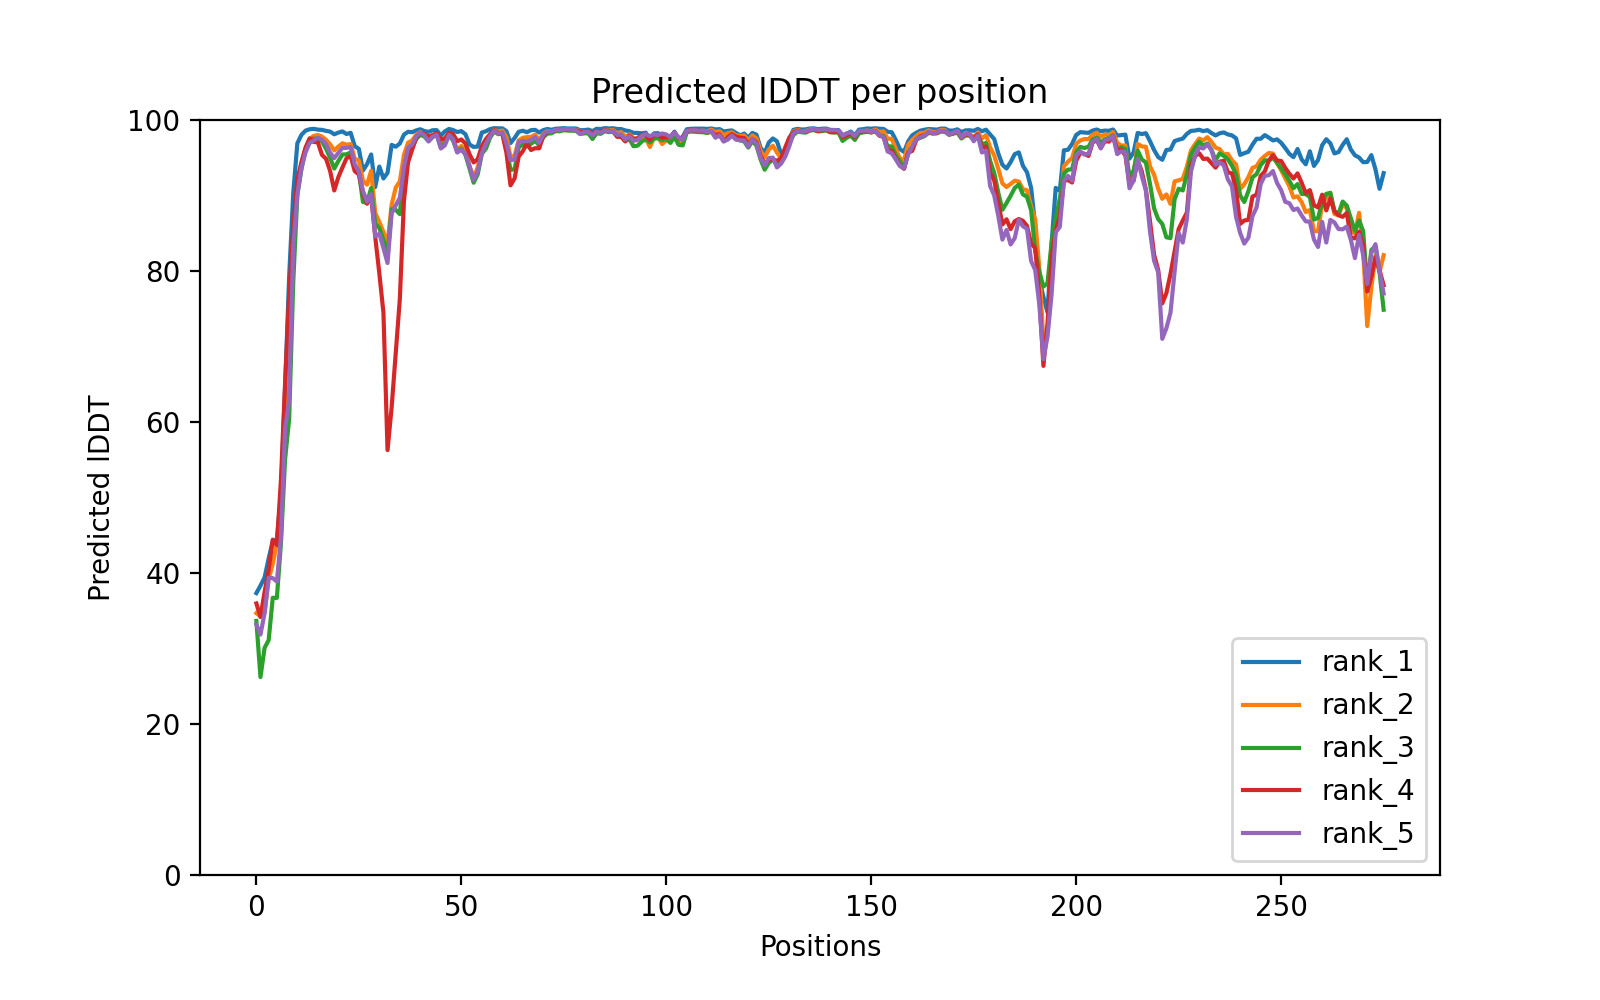 Predicted lDDT per position
100
80
60
40
20
0
Predicted lDDT
0 50 100 150 200 250
Positions
rank_1
rank_2
rank_3
rank_4
rank_5